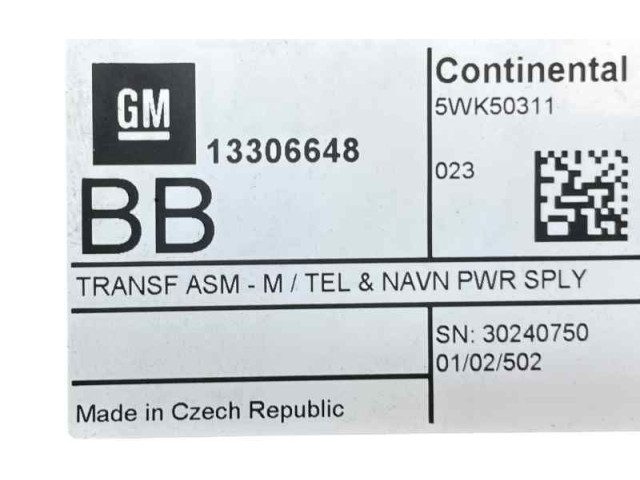 GM
13306648
BB
Continental
5WK50311
023
TRANSF ASM - M / TEL & NAVN PWR SPLY
SN: 30240750
01/02/502
Made in Czech Republic